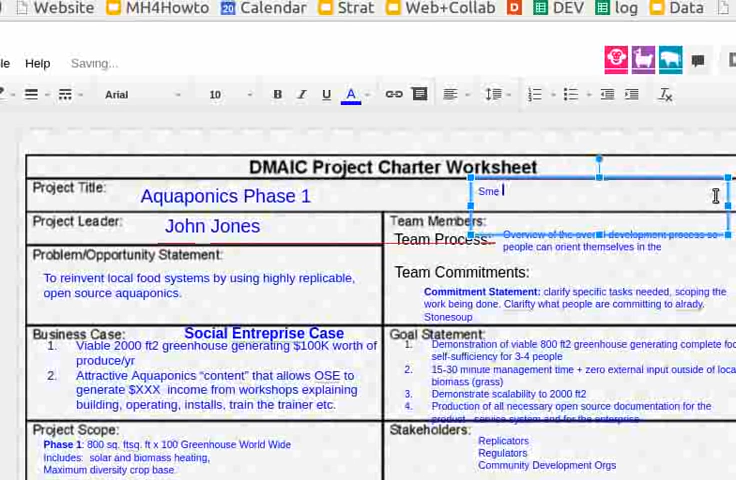 Website MH4Howto 20 Calendar Strat Web+Collab D DEV log Data
le Help Saving...
Arial 10 B I U A
DMAIC Project Charter Worksheet
Project Title: Aquaponics Phase 1
Sme
Project Leader: John Jones
Team Members:
Team Process: Overview of the overall development process so
people can orient themselves in the
Problem/Opportunity Statement:
To reinvent local food systems by using highly replicable,
open source aquaponics.
Team Commitments:
Commitment Statement: clarify specific tasks needed, scoping the
work being done. Clarify what people are committing to alrady.
Stonesoup
Business Case: Social Entreprise Case
1. Viable 2000 ft2 greenhouse generating $100K worth of
produce/yr
2. Attractive Aquaponics “content” that allows OSE to
generate $XXX income from workshops explaining
building, operating, installs, train the trainer etc.
Goal Statement:
1. Demonstration of viable 800 ft2 greenhouse generating complete foo
self-sufficiency for 3-4 people
2. 15-30 minute management time + zero external input outside of loca
biomass (grass)
3. Demonstrate scalability to 2000 ft2
4. Production of all necessary open source documentation for the
product - service system and for the enterprise
Project Scope:
Phase 1: 800 sq. ftsq. ft x 100 Greenhouse World Wide
Includes: solar and biomass heating,
Maximum diversity crop base.
Stakeholders:
Replicators
Regulators
Community Development Orgs